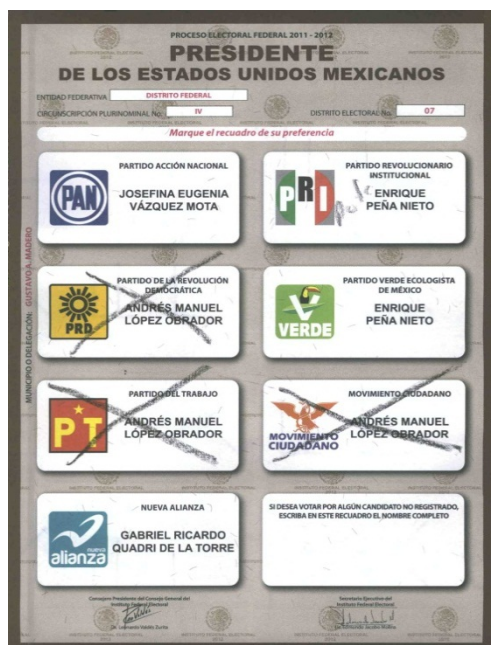 PROCESO ELECTORAL FEDERAL 2011 - 2012
PRESIDENTE
DE LOS ESTADOS UNIDOS MEXICANOS
ENTIDAD FEDERATIVA DISTRITO FEDERAL
CIRCUNSCRIPCIÓN PLURINOMINAL No. IV DISTRITO ELECTORAL No. 07
Marque el recuadro de su preferencia
MUNICIPIO O DELEGACIÓN: GUSTAVO A. MADERO
PAN
PARTIDO ACCIÓN NACIONAL
JOSEFINA EUGENIA
VÁZQUEZ MOTA
PRI
PARTIDO REVOLUCIONARIO
INSTITUCIONAL
ENRIQUE
PEÑA NIETO
PRD
PARTIDO DE LA REVOLUCIÓN
DEMOCRÁTICA
ANDRÉS MANUEL
LÓPEZ OBRADOR
VERDE
PARTIDO VERDE ECOLOGISTA
DE MÉXICO
ENRIQUE
PEÑA NIETO
PT
PARTIDO DEL TRABAJO
ANDRÉS MANUEL
LÓPEZ OBRADOR
MOVIMIENTO
CIUDADANO
MOVIMIENTO CIUDADANO
ANDRÉS MANUEL
LÓPEZ OBRADOR
nueva
alianza
NUEVA ALIANZA
GABRIEL RICARDO
QUADRI DE LA TORRE
SI DESEA VOTAR POR ALGÚN CANDIDATO NO REGISTRADO,
ESCRIBA EN ESTE RECUADRO EL NOMBRE COMPLETO
Consejero Presidente del Consejo General del
Instituto Federal Electoral
Dr. Leonardo Valdés Zurita
Secretario Ejecutivo del
Instituto Federal Electoral